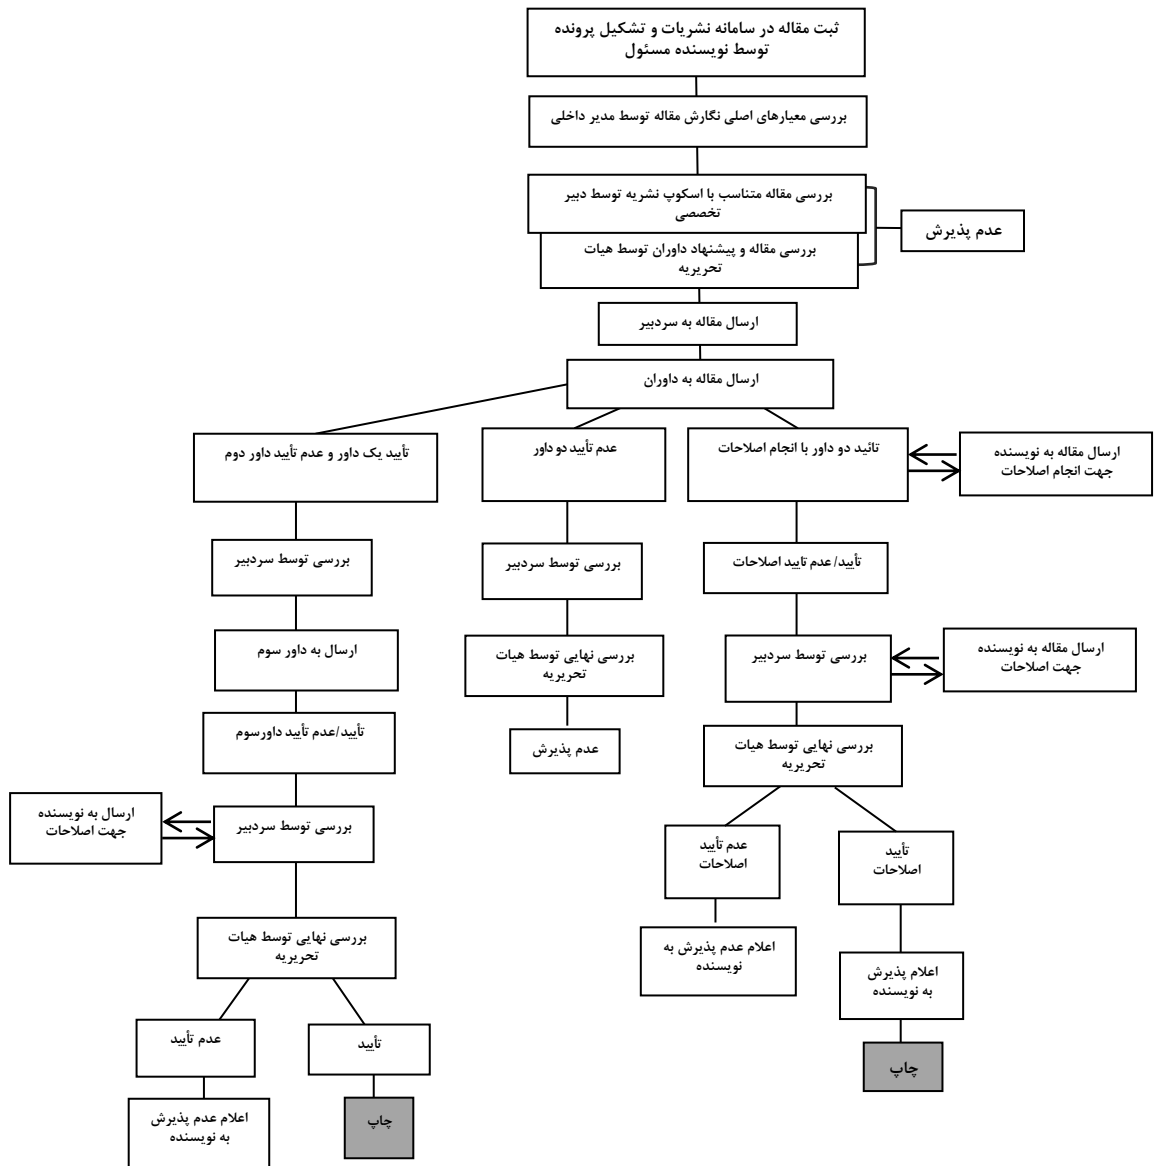 ثبت مقاله در سامانه نشریات و تشکیل پرونده
توسط نویسنده مسئول
بررسی معیارهای اصلی نگارش مقاله توسط مدیر داخلی
بررسی مقاله متناسب با اسکوپ نشریه توسط دبیر
تخصصی
عدم پذیرش
بررسی مقاله و پیشنهاد داوران توسط هیات
تحریریه
ارسال مقاله به سردبیر
ارسال مقاله به داوران
تائید دو داور با انجام اصلاحات
ارسال مقاله به نویسنده
جهت انجام اصلاحات
تأیید/عدم تایید اصلاحات
بررسی توسط سردبیر
ارسال مقاله به نویسنده
جهت اصلاحات
بررسی نهایی توسط هیات
تحریریه
تأیید
اصلاحات
اعلام پذیرش
به نویسنده
چاپ
عدم تأیید
اصلاحات
اعلام عدم پذیرش به
نویسنده
عدم تأیید دو داور
بررسی توسط سردبیر
بررسی نهایی توسط هیات
تحریریه
عدم پذیرش
تأیید یک داور و عدم تأیید داور دوم
بررسی توسط سردبیر
ارسال به داور سوم
تأیید/عدم تأیید داورسوم
بررسی توسط سردبیر
ارسال به نویسنده
جهت اصلاحات
بررسی نهایی توسط هیات
تحریریه
تأیید
چاپ
عدم تأیید
اعلام عدم پذیرش
به نویسنده